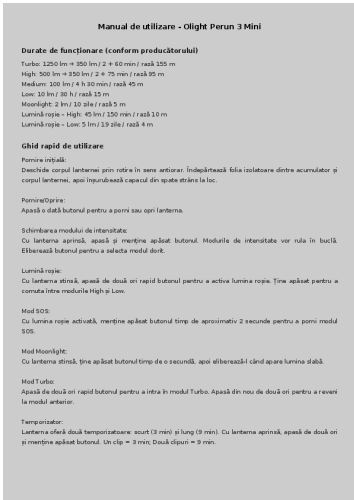 Manual de utilizare - Olight Perun 3 Mini
Durate de funcționare (conform producătorului)
Turbo: 1250 lm → 350 lm / 2 + 60 min / rază 155 m
High: 500 lm → 350 lm / 2 + 75 min / rază 95 m
Medium: 100 lm / 4 h 30 min / rază 45 m
Low: 10 lm / 30 h / rază 15 m
Moonlight: 2 lm / 10 zile / rază 5 m
Lumină roșie – High: 45 lm / 150 min / rază 10 m
Lumină roșie – Low: 5 lm / 19 zile / rază 4 m
Ghid rapid de utilizare
Pornire inițială:
Deschide corpul lanternei prin rotire în sens antiorar. Îndepărtează folia izolatoare dintre acumulator și
corpul lanternei, apoi înșurubează capacul din spate strâns la loc.
Pornire/Oprire:
Apasă o dată butonul pentru a porni sau opri lanterna.
Schimbarea modului de intensitate:
Cu lanterna aprinsă, apasă și menține apăsat butonul. Modurile de intensitate vor rula în buclă.
Eliberează butonul pentru a selecta modul dorit.
Lumină roșie:
Cu lanterna stinsă, apasă de două ori rapid butonul pentru a activa lumina roșie. Ține apăsat pentru a
comuta între modurile High și Low.
Mod SOS:
Cu lumina roșie activată, menține apăsat butonul timp de aproximativ 2 secunde pentru a porni modul
SOS.
Mod Moonlight:
Cu lanterna stinsă, ține apăsat butonul timp de o secundă, apoi eliberează-l când apare lumina slabă.
Mod Turbo:
Apasă de două ori rapid butonul pentru a intra în modul Turbo. Apasă din nou de două ori pentru a reveni
la modul anterior.
Temporizator:
Lanterna oferă două temporizatoare: scurt (3 min) și lung (9 min). Cu lanterna aprinsă, apasă de două ori
și menține apăsat butonul. Un clip = 3 min; Două clipuri = 9 min.